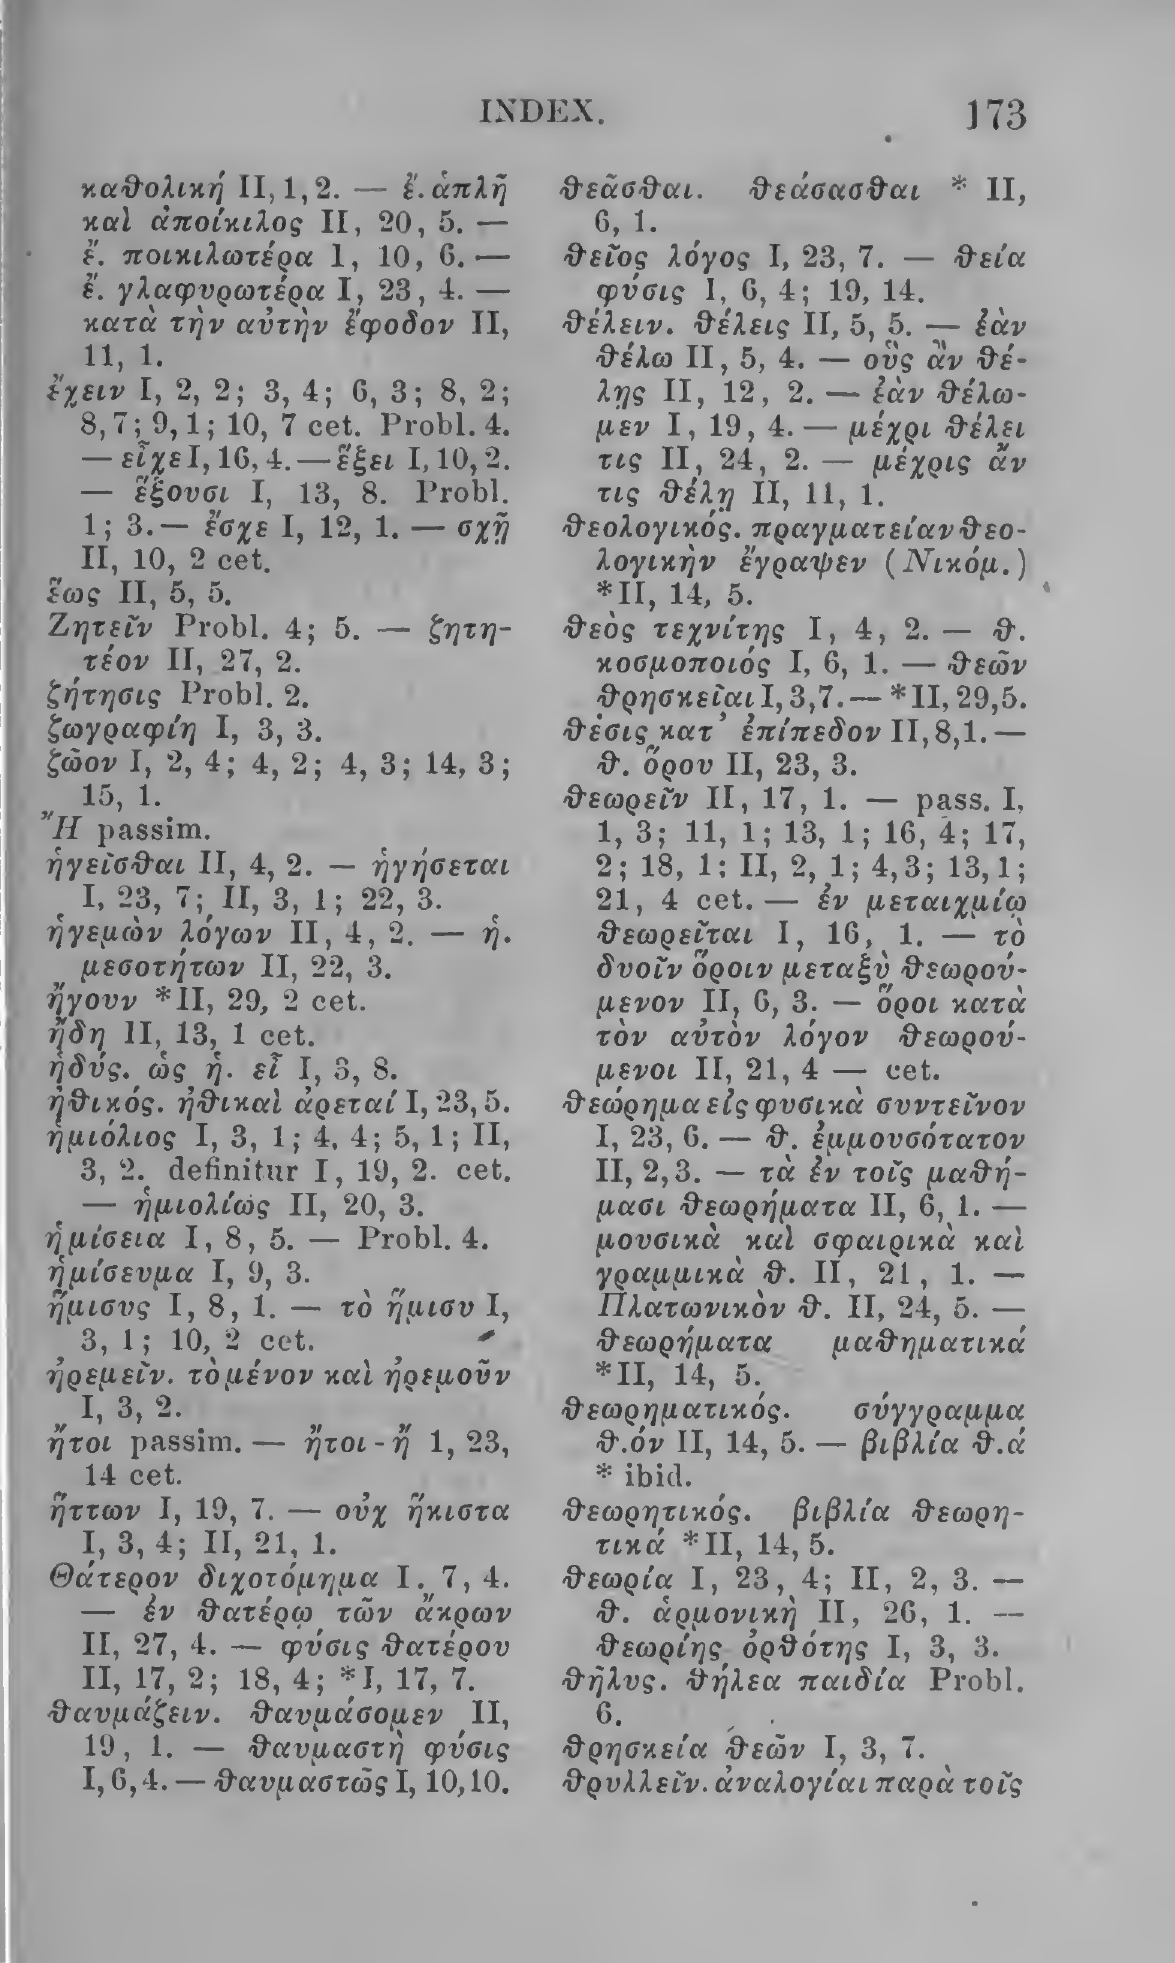 INDEX. 173
καθολική II, 1, 2. — ἔ. ἁπλῆ
καὶ ἀποίκιλος II, 20, 5. —
ἔ. ποικιλωτέρα I, 10, 6. —
ἔ. γλαφυρωτέρα I, 23, 4. —
κατὰ τὴν αὐτὴν ἔφοδον II,
11, 1.
ἔχειν I, 2, 2; 3, 4; 6, 3; 8, 2;
8, 7; 9, 1; 10, 7 cet. Probl. 4.
— εἶχε I, 16, 4. — ἕξει I, 10, 2.
— ἕξουσι I, 13, 8. Probl.
1; 3. — ἔσχε I, 12, 1. — σχῇ
II, 10, 2 cet.
ἕως II, 5, 5.
Ζητεῖν Probl. 4; 5. — ζητη-
τέον II, 27, 2.
ζήτησις Probl. 2.
ζωγραφίη I, 3, 3.
ζῶον I, 2, 4; 4, 2; 4, 3; 14, 3;
15, 1.
Ἢ passim.
ἡγεῖσθαι II, 4, 2. — ἡγήσεται
I, 23, 7; II, 3, 1; 22, 3.
ἡγεμὼν λόγων II, 4, 2. — ἡ.
μεσοτήτων II, 22, 3.
ἤγουν *II, 29, 2 cet.
ἤδη II, 13, 1 cet.
ἡδύς. ὡς ἡ. εἶ I, 3, 8.
ἠθικός. ἠθικαὶ ἀρεταί I, 23, 5.
ἡμιόλιος I, 3, 1; 4, 4; 5, 1; II,
3, 2. definitur I, 19, 2. cet.
— ἡμιολίως II, 20, 3.
ἡμίσεια I, 8, 5. — Probl. 4.
ἡμίσευμα I, 9, 3.
ἥμισυς I, 8, 1. — τὸ ἥμισυ I,
3, 1; 10, 2 cet.
ἠρεμεῖν. τὸ μένον καὶ ἠρεμοῦν
I, 3, 2.
ἤτοι passim. — ἤτοι - ἢ 1, 23,
14 cet.
ἥττων I, 19, 7. — οὐχ ἥκιστα
I, 3, 4; II, 21, 1.
Θάτερον διχοτόμημα I. 7, 4.
— ἐν θατέρῳ τῶν ἄκρων
II, 27, 4. — φύσις θατέρου
II, 17, 2; 18, 4; *I, 17, 7.
θαυμάζειν. θαυμάσομεν II,
19, 1. — θαυμαστὴ φύσις
I, 6, 4. — θαυμαστῶς I, 10, 10.
θεᾶσθαι. θεάσασθαι * II,
6, 1.
θεῖος λόγος I, 23, 7. — θεία
φύσις I, 6, 4; 19, 14.
θέλειν. θέλεις II, 5, 5. — ἐὰν
θέλω II, 5, 4. — οὓς ἂν θέ-
λῃς II, 12, 2. — ἐὰν θέλω-
μεν I, 19, 4. — μέχρι θέλει
τις II, 24, 2. — μέχρις ἄν
τις θέλῃ II, 11, 1.
θεολογικός. πραγματείαν θεο-
λογικὴν ἔγραψεν (Νικόμ.)
*II, 14, 5.
θεὸς τεχνίτης I, 4, 2. — θ.
κοσμοποιός I, 6, 1. — θεῶν
θρησκεῖαι I, 3, 7. — *II, 29, 5.
θέσις κατ᾽ ἐπίπεδον II, 8, 1. —
θ. ὅρου II, 23, 3.
θεωρεῖν II, 17, 1. — pass. I,
1, 3; 11, 1; 13, 1; 16, 4; 17,
2; 18, 1; II, 2, 1; 4, 3; 13, 1;
21, 4 cet. — ἐν μεταιχμίῳ
θεωρεῖται I, 16, 1. — τὸ
δυοῖν ὅροιν μεταξὺ θεωρού-
μενον II, 6, 3. — ὅροι κατὰ
τὸν αὐτὸν λόγον θεωρού-
μενοι II, 21, 4 — cet.
θεώρημα εἰς φυσικὰ συντεῖνον
I, 23, 6. — θ. ἐμμουσότατον
II, 2, 3. — τὰ ἐν τοῖς μαθή-
μασι θεωρήματα II, 6, 1. —
μουσικὰ καὶ σφαιρικὰ καὶ
γραμμικὰ θ. II, 21, 1. —
Πλατωνικὸν θ. II, 24, 5. —
θεωρήματα μαθηματικά
*II, 14, 5.
θεωρηματικός. σύγγραμμα
θ.όν II, 14, 5. — βιβλία θ.ά
* ibid.
θεωρητικός. βιβλία θεωρη-
τικά *II, 14, 5.
θεωρία I, 23, 4; II, 2, 3. —
θ. ἁρμονικὴ II, 26, 1. —
θεωρίης ὀρθότης I, 3, 3.
θῆλυς. θήλεα παιδία Probl.
6.
θρησκεία θεῶν I, 3, 7.
θρυλλεῖν. ἀναλογίαι παρὰ τοῖς